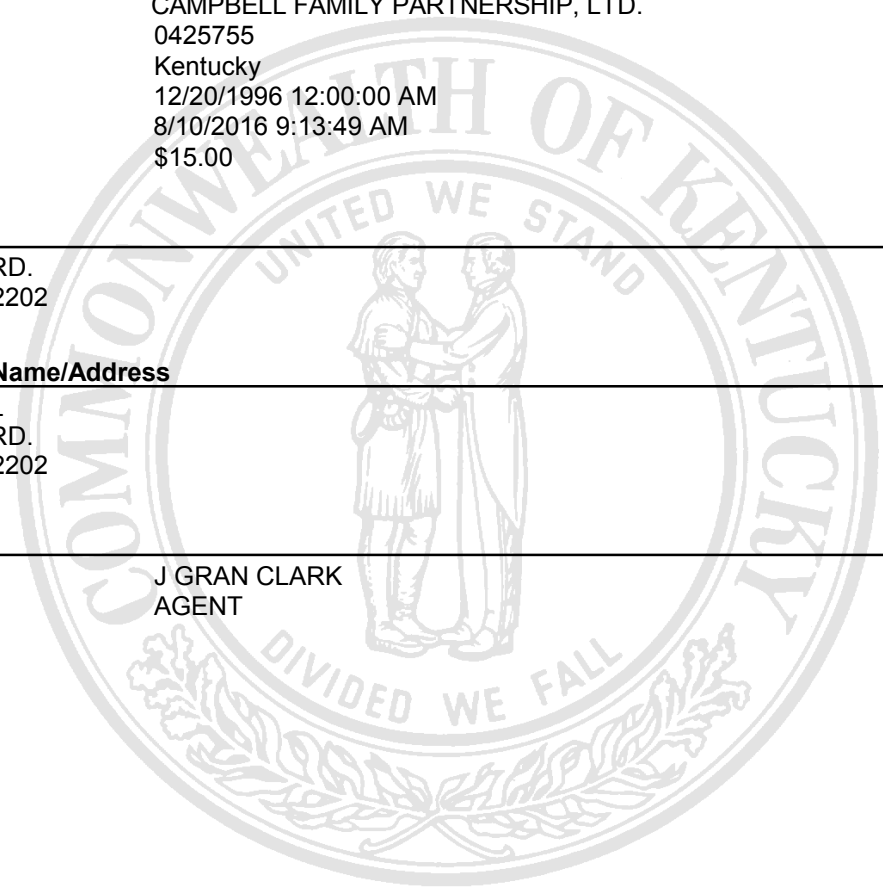 CAMPBELL FAMILY PARTNERSHIP, LTD.
0425755
Kentucky
12/20/1996 12:00:00 AM
8/10/2016 9:13:49 AM
$15.00
RD.
2202
Name/Address
RD.
2202
J GRAN CLARK
AGENT
COMMONWEALTH OF KENTUCKY
UNITED WE STAND
DIVIDED WE FALL